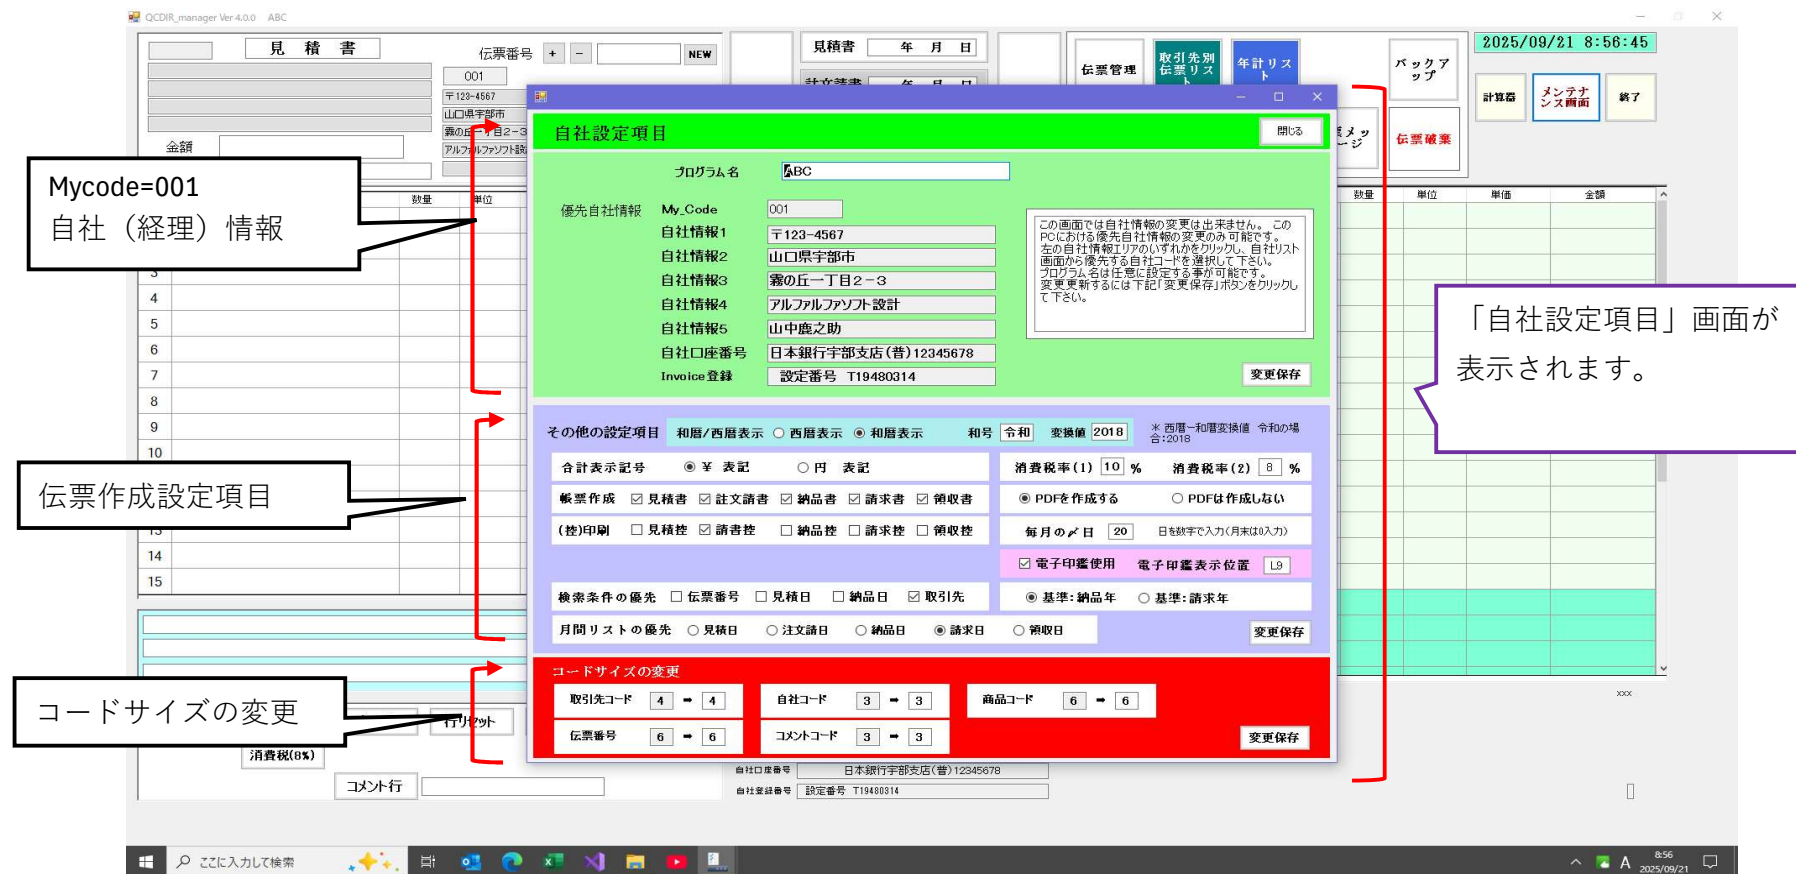 QCDIR_manager Ver 4.0.0 ABC
見 積 書
伝票番号 + − NEW
001
〒123-4567
山口県宇部市
霧の丘一丁目2−3
金額
数量 単位
3
4
5
6
7
8
9
10
13
14
15
見積書 年 月 日
注文請書 年 月 日
伝票管理
取引先別伝票リスト
年計リスト
バックアップ
伝票破棄
2025/09/21 8:56:45
計算器
メンテナンス画面
終了
数量 単位 単価 金額
自社設定項目
閉じる
プログラム名 ABC
優先自社情報 My_Code 001
自社情報1 〒123-4567
自社情報2 山口県宇部市
自社情報3 霧の丘一丁目2−3
自社情報4 アルファルファソフト設計
自社情報5 山中鹿之助
自社口座番号 日本銀行宇部支店(普)12345678
Invoice登録 設定番号 T19480314
この画面では自社情報の変更は出来ません。 この
PCにおける優先自社情報の変更のみ可能です。
左の自社情報エリアのいずれかをクリックし、自社リスト
画面から優先する自社コードを選択して下さい。
プログラム名は任意に設定する事が可能です。
変更更新するには下記「変更保存」ボタンをクリックし
て下さい。
変更保存
その他の設定項目 和暦/西暦表示 西暦表示 和暦表示 和号 令和 変換値 2018
＊ 西暦ー和暦変換値 令和の場
合:2018
合計表示記号 ¥ 表記 円 表記
消費税率(1) 10 % 消費税率(2) 8 %
帳票作成 見積書 註文請書 納品書 請求書 領収書
PDFを作成する PDFは作成しない
(控)印刷 見積控 請書控 納品控 請求控 領収控
毎月の〆日 20 日を数字で入力(月末は0入力)
電子印鑑使用 電子印鑑表示位置 L9
検索条件の優先 伝票番号 見積日 納品日 取引先
基準:納品年 基準:請求年
月間リストの優先 見積日 注文請日 納品日 請求日 領収日
変更保存
コードサイズの変更
取引先コード 4 ➡ 4 自社コード 3 ➡ 3 商品コード 6 ➡ 6
伝票番号 6 ➡ 6 コメントコード 3 ➡ 3
変更保存
Mycode=001
自社（経理）情報
伝票作成設定項目
コードサイズの変更
「自社設定項目」画面が
表示されます。
行リセット
消費税(8%)
コメント行
自社口座番号 日本銀行宇部支店(普)12345678
自社登録番号 設定番号 T19480314
xxx
ここに入力して検索
A
8:56
2025/09/21